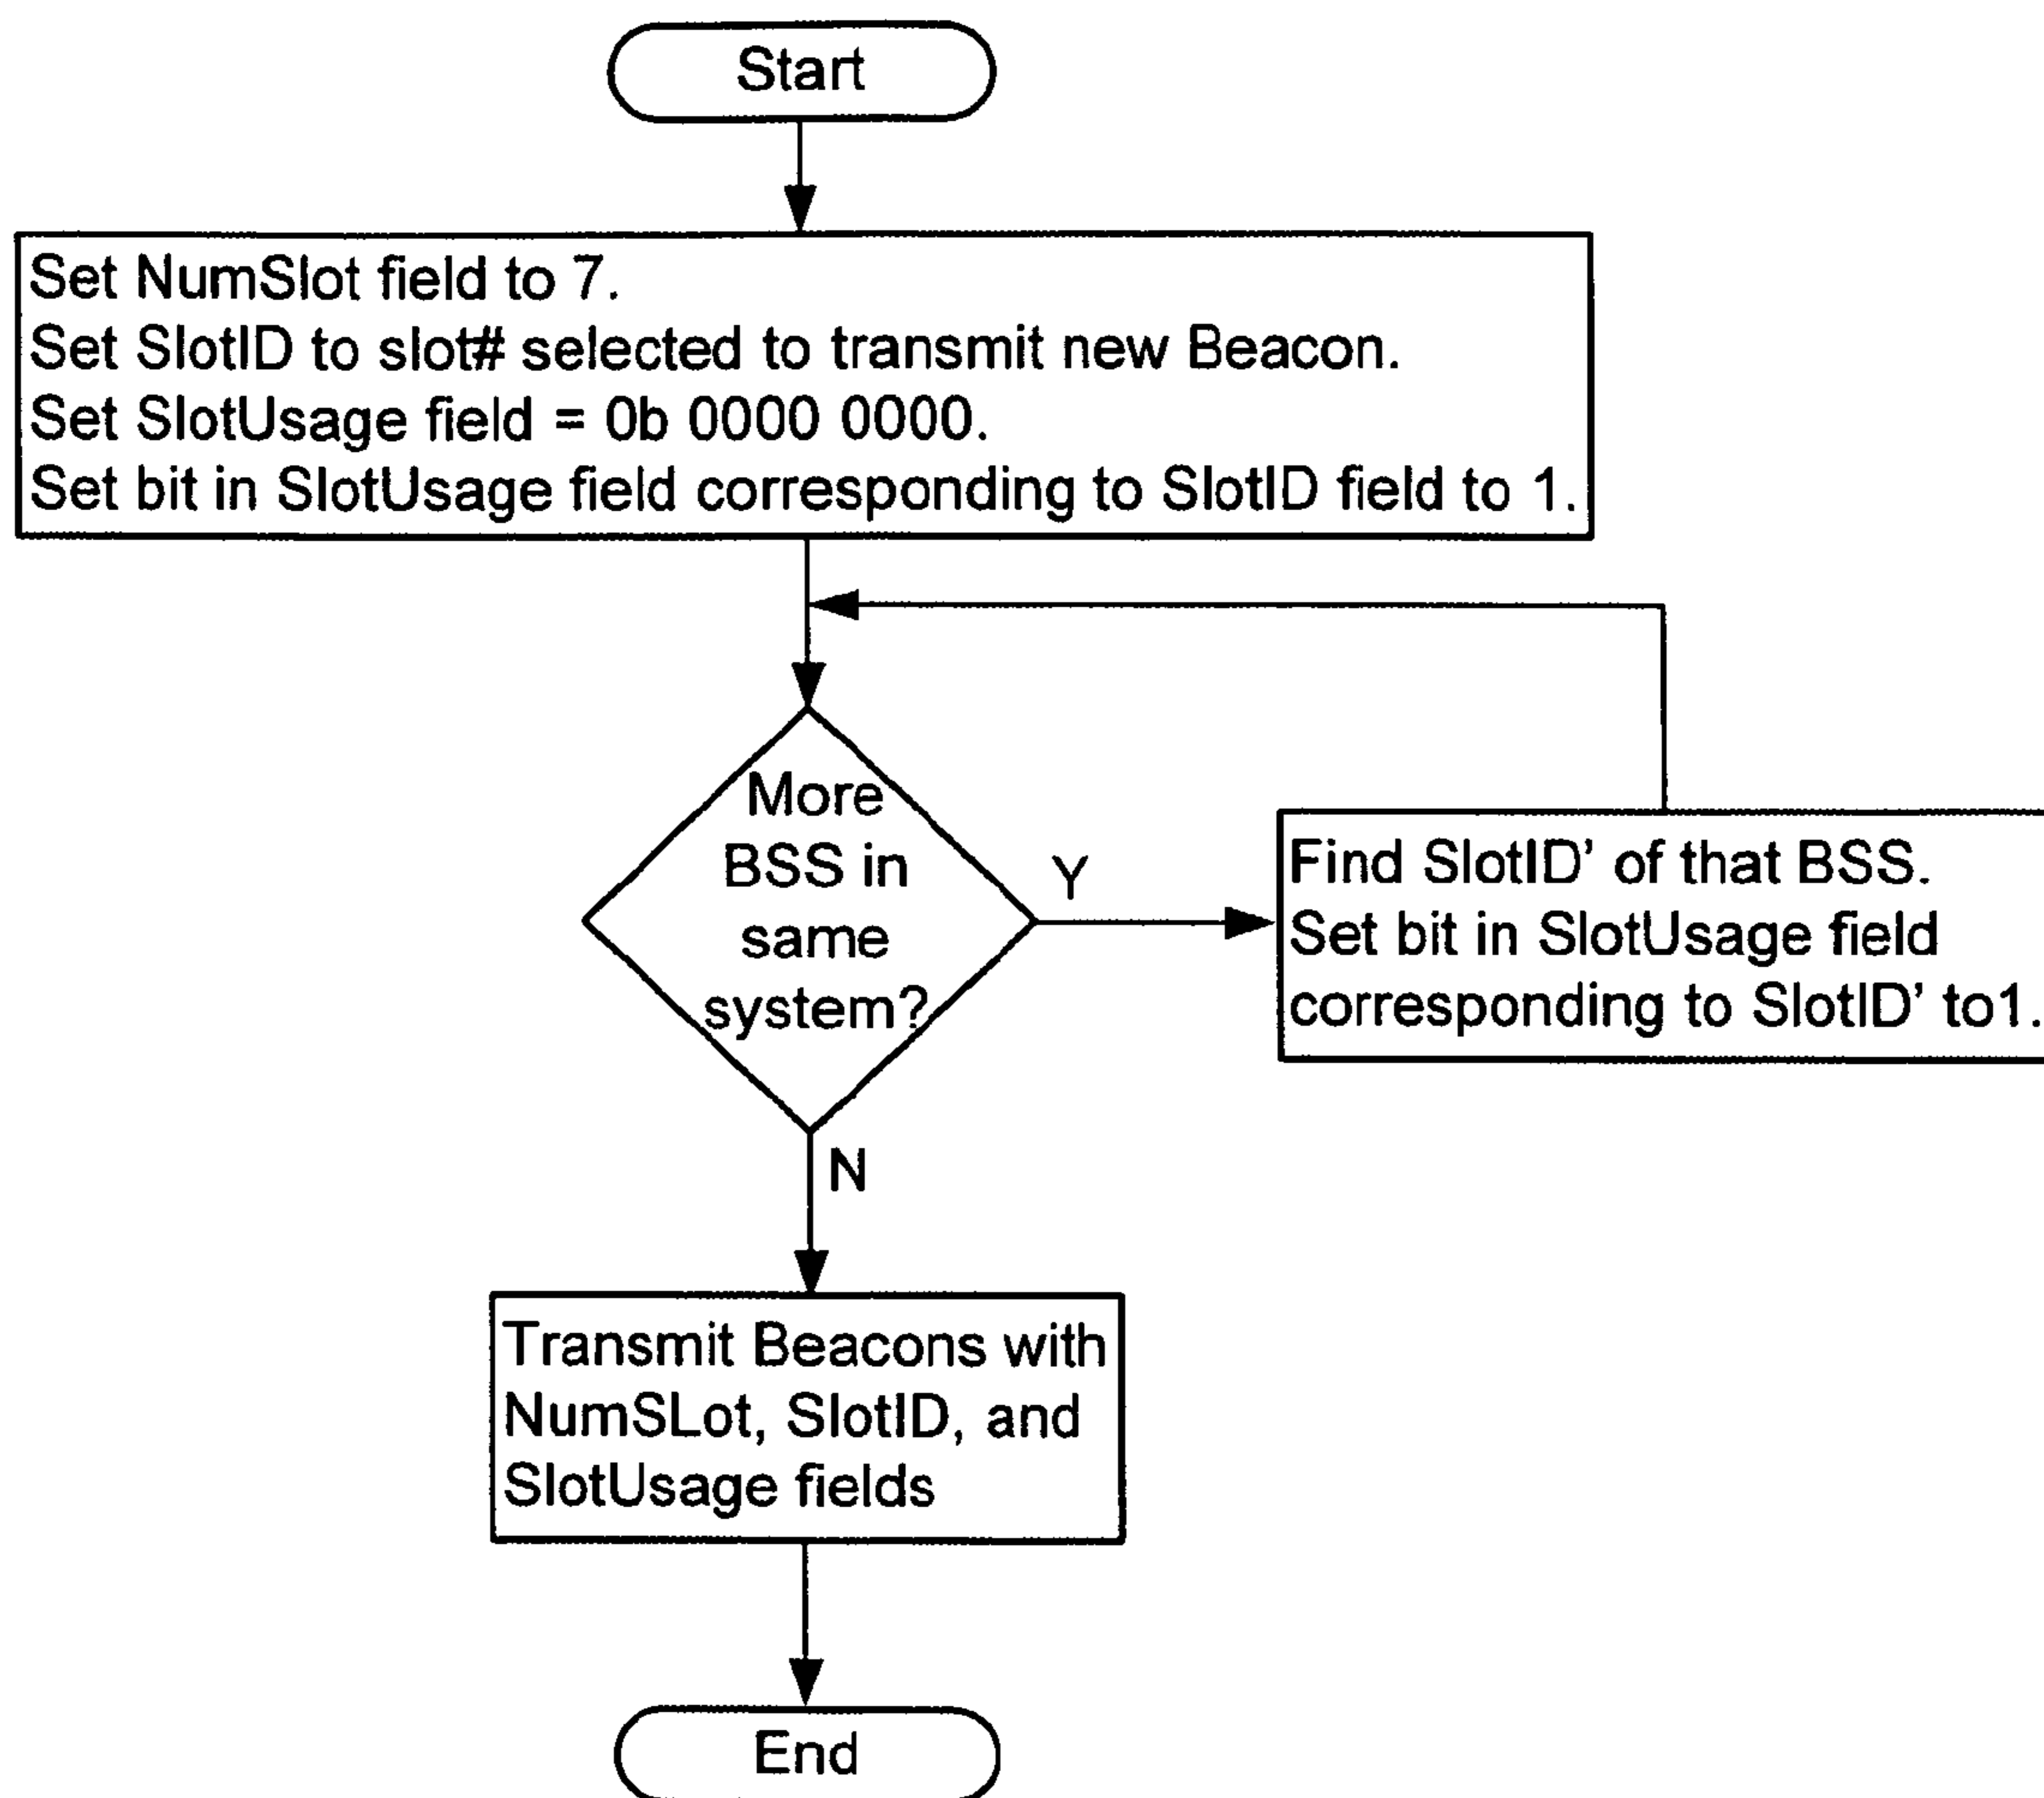 Start
Set NumSlot field to 7.
Set SlotID to slot# selected to transmit new Beacon.
Set SlotUsage field = 0b 0000 0000.
Set bit in SlotUsage field corresponding to SlotID field to 1.
More
BSS in
same
system?
Y
Find SlotID' of that BSS.
Set bit in SlotUsage field
corresponding to SlotID' to1.
N
Transmit Beacons with
NumSLot, SlotID, and
SlotUsage fields
End